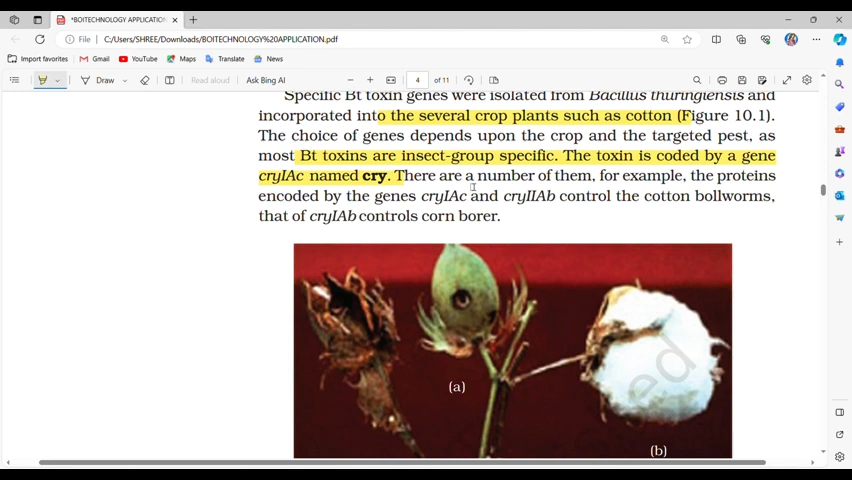 *BOITECHNOLOGY APPLICATION
File
C:/Users/SHREE/Downloads/BOITECHNOLOGY%20APPLICATION.pdf
Import favorites
Gmail
YouTube
Maps
Translate
News
Draw
Read aloud
Ask Bing AI
4
of 11
Specific Bt toxin genes were isolated from Bacillus thuringiensis and
incorporated into the several crop plants such as cotton (Figure 10.1).
The choice of genes depends upon the crop and the targeted pest, as
most Bt toxins are insect-group specific. The toxin is coded by a gene
cryIAc named cry. There are a number of them, for example, the proteins
encoded by the genes cryIAc and cryIIAb control the cotton bollworms,
that of cryIAb controls corn borer.
(a)
(b)
ed